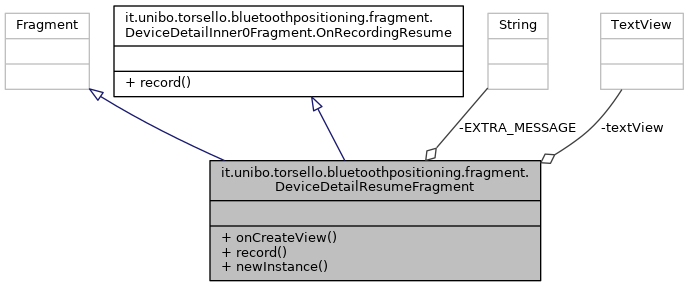 Fragment
it.unibo.torsello.bluetoothpositioning.fragment.
DeviceDetailInner0Fragment.OnRecordingResume
+ record()
String
TextView
-EXTRA_MESSAGE
-textView
it.unibo.torsello.bluetoothpositioning.fragment.
DeviceDetailResumeFragment
+ onCreateView()
+ record()
+ newInstance()